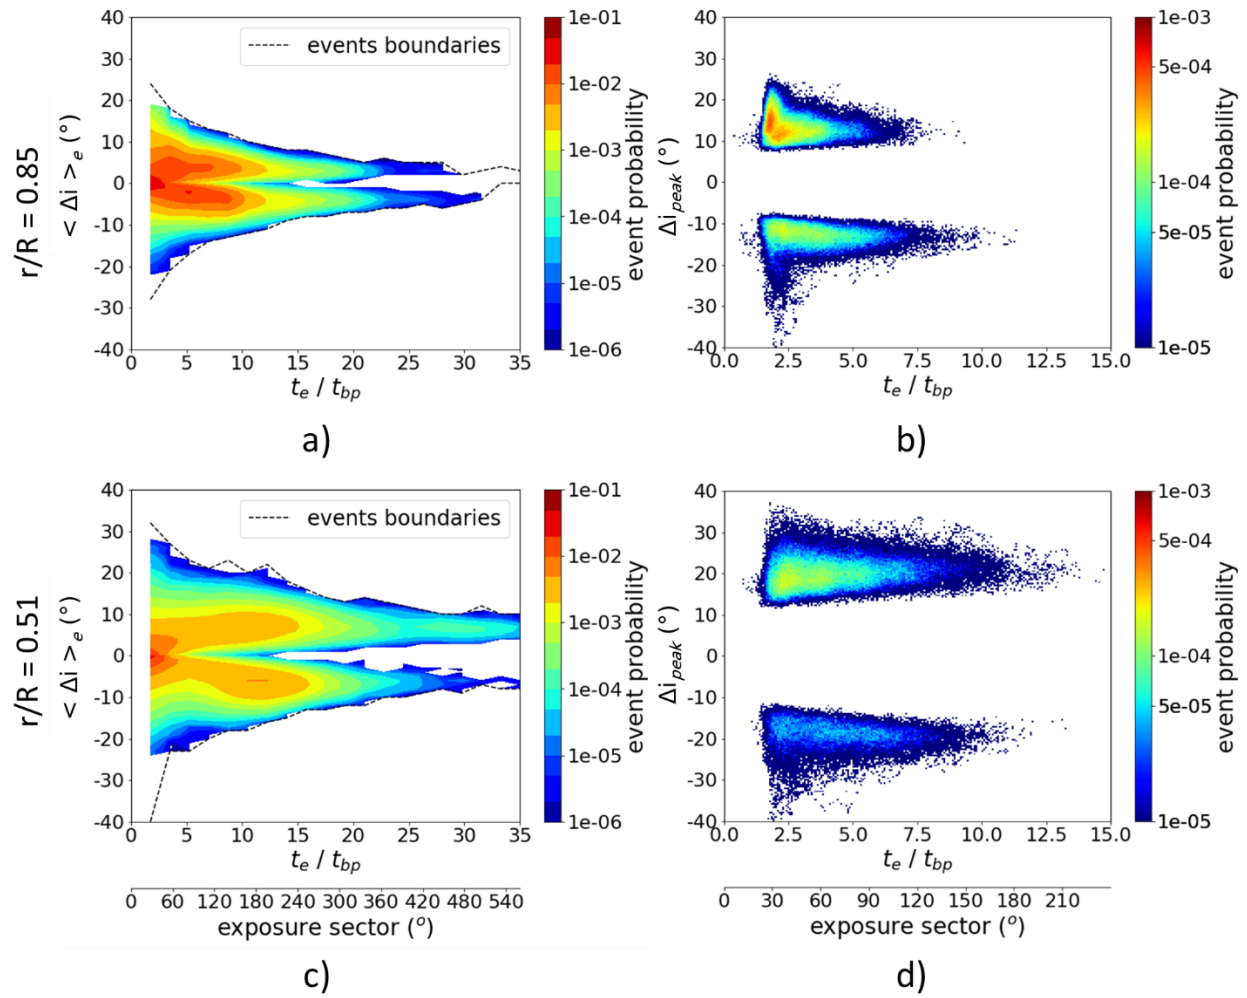 r/R = 0.85
< Δi >e (°)
40
30
20
10
0
-10
-20
-30
-40
events boundaries
0
5
10
15
20
25
30
35
te / tbp
1e-01
1e-02
1e-03
1e-04
1e-05
1e-06
event probability
a)
Δipeak (°)
40
30
20
10
0
-10
-20
-30
-40
0.0
2.5
5.0
7.5
10.0
12.5
15.0
te / tbp
1e-03
5e-04
1e-04
5e-05
1e-05
event probability
b)
r/R = 0.51
< Δi >e (°)
40
30
20
10
0
-10
-20
-30
-40
events boundaries
0
5
10
15
20
25
30
35
te / tbp
0 60 120 180 240 300 360 420 480 540
exposure sector (o)
1e-01
1e-02
1e-03
1e-04
1e-05
1e-06
event probability
c)
Δipeak (°)
40
30
20
10
0
-10
-20
-30
-40
0.0
2.5
5.0
7.5
10.0
12.5
15.0
te / tbp
0 30 60 90 120 150 180 210
exposure sector (o)
1e-03
5e-04
1e-04
5e-05
1e-05
event probability
d)